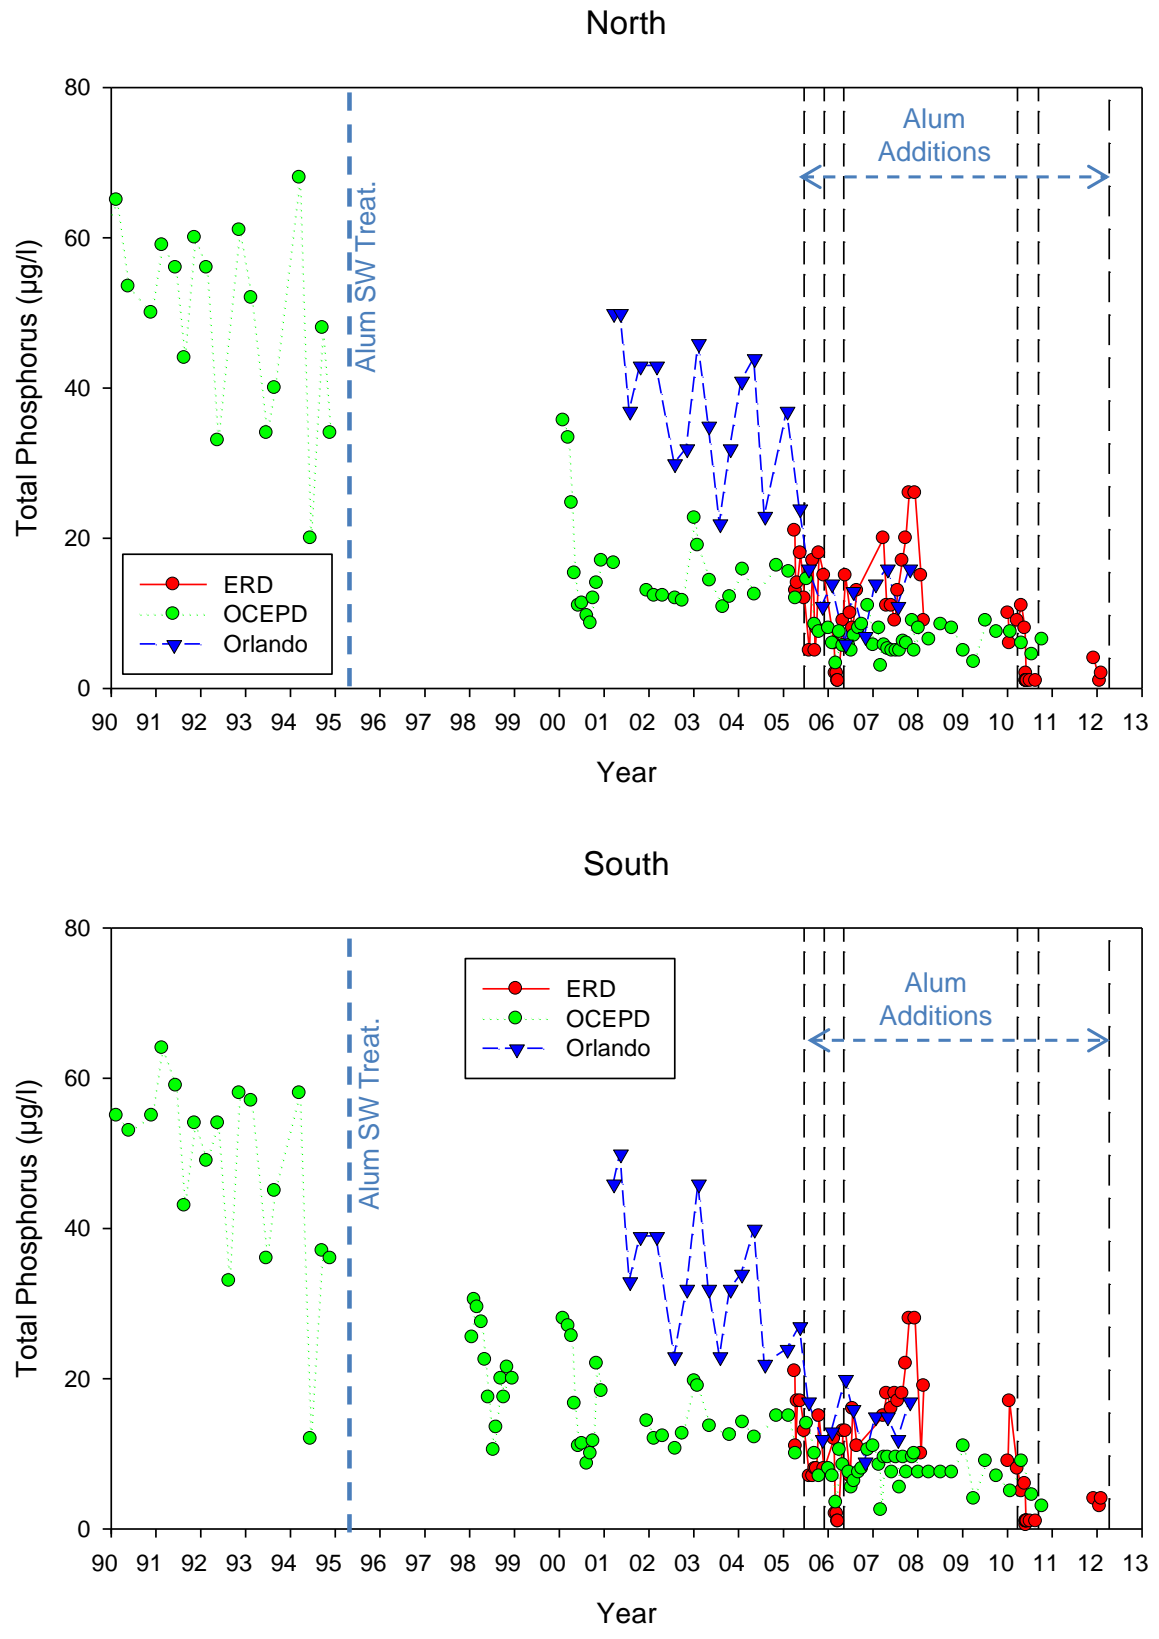 North
80
60
40
20
0
Total Phosphorus (µg/l)
Alum SW Treat.
Alum
Additions
ERD
OCEPD
Orlando
90 91 92 93 94 95 96 97 98 99 00 01 02 03 04 05 06 07 08 09 10 11 12 13
Year
South
80
60
40
20
0
Total Phosphorus (µg/l)
Alum SW Treat.
ERD
OCEPD
Orlando
Alum
Additions
90 91 92 93 94 95 96 97 98 99 00 01 02 03 04 05 06 07 08 09 10 11 12 13
Year